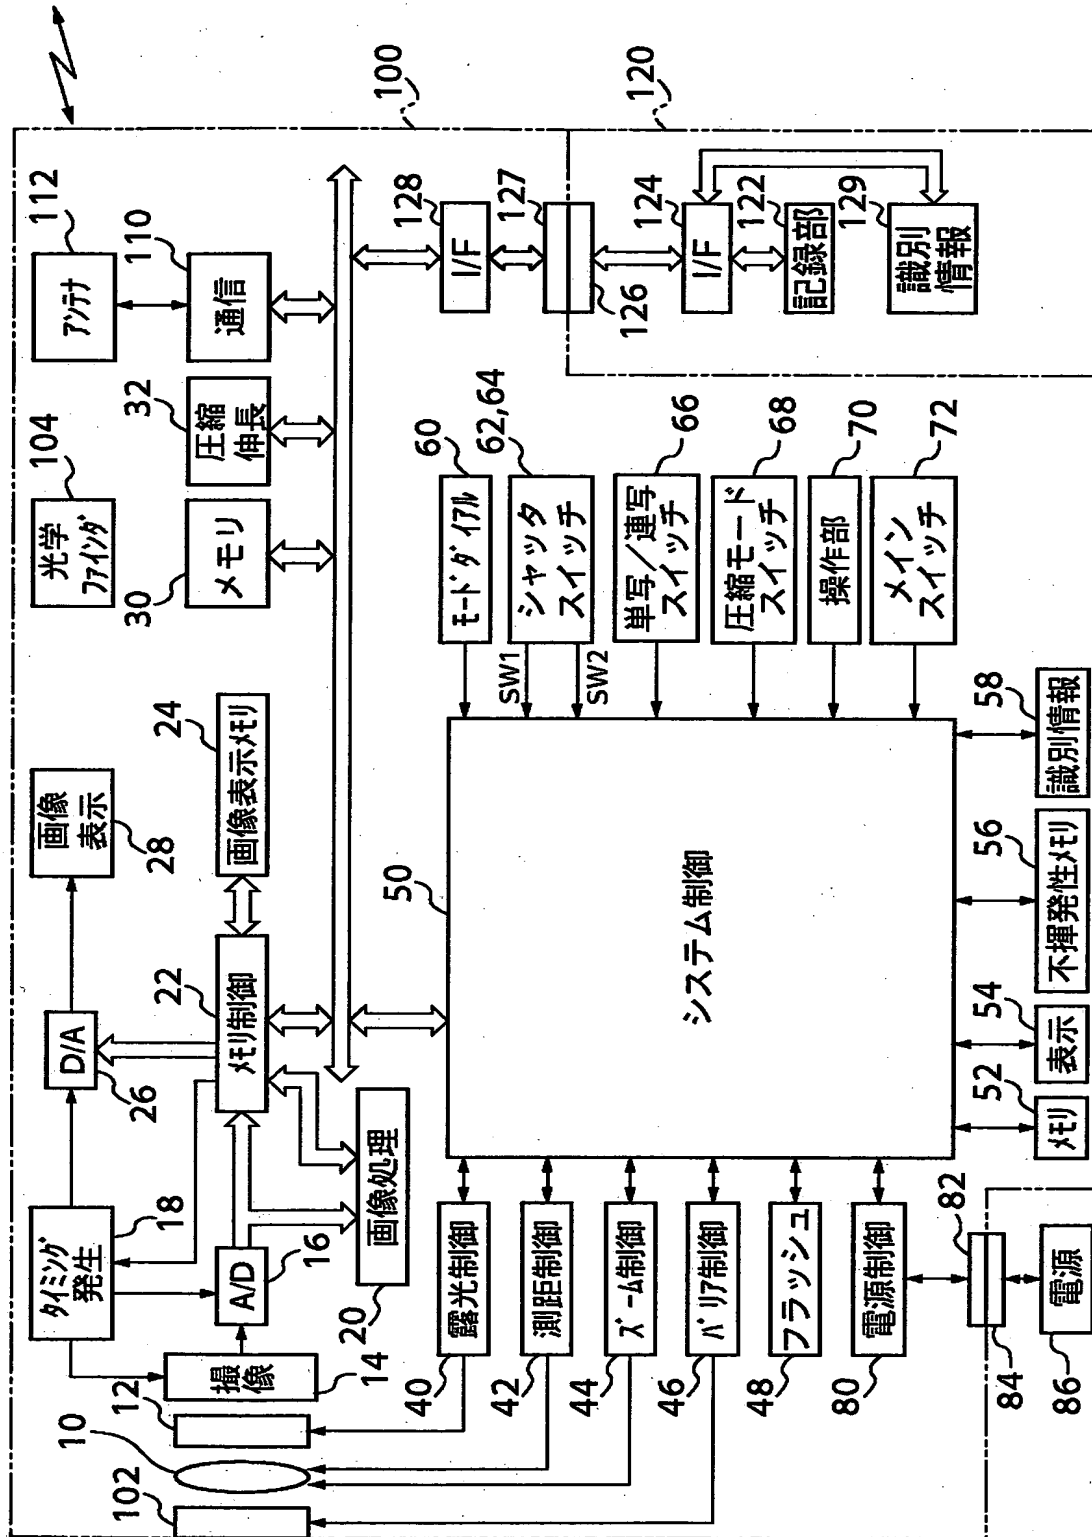 100
120
アンテナ
112
通信
110
圧縮
伸長
32
光学
ファインダ
104
メモリ
30
画像
表示
28
画像表示メモリ
24
メモリ制御
22
D/A
26
タイミング
発生
18
A/D
16
画像処理
20
撮像
14
12
10
102
I/F
128
127
126
I/F
124
記録部
122
識別
情報
129
モードダイアル
60
シャッタ
スイッチ
62,64
SW1
SW2
単写/連写
スイッチ
66
圧縮モード
スイッチ
68
操作部
70
メイン
スイッチ
72
システム制御
50
露光制御
40
測距制御
42
ズーム制御
44
バリア制御
46
フラッシュ
48
電源制御
80
82
84
電源
86
メモリ
52
表示
54
不揮発性メモリ
56
識別情報
58